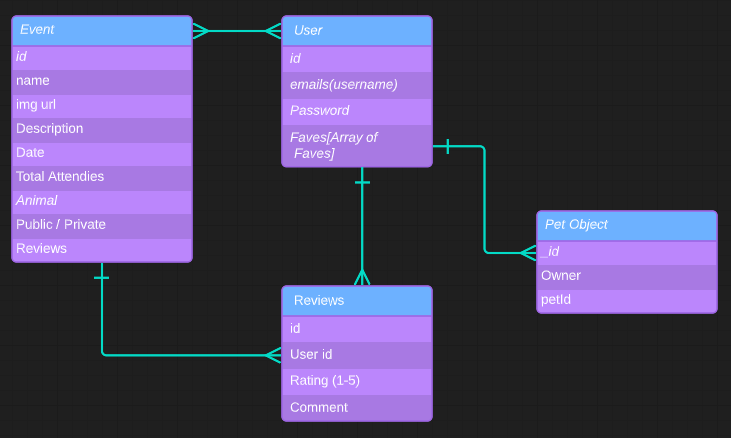 Event
id
name
img url
Description
Date
Total Attendies
Animal
Public / Private
Reviews
User
id
emails(username)
Password
Faves[Array of
Faves]
Reviews
id
User id
Rating (1-5)
Comment
Pet Object
_id
Owner
petId